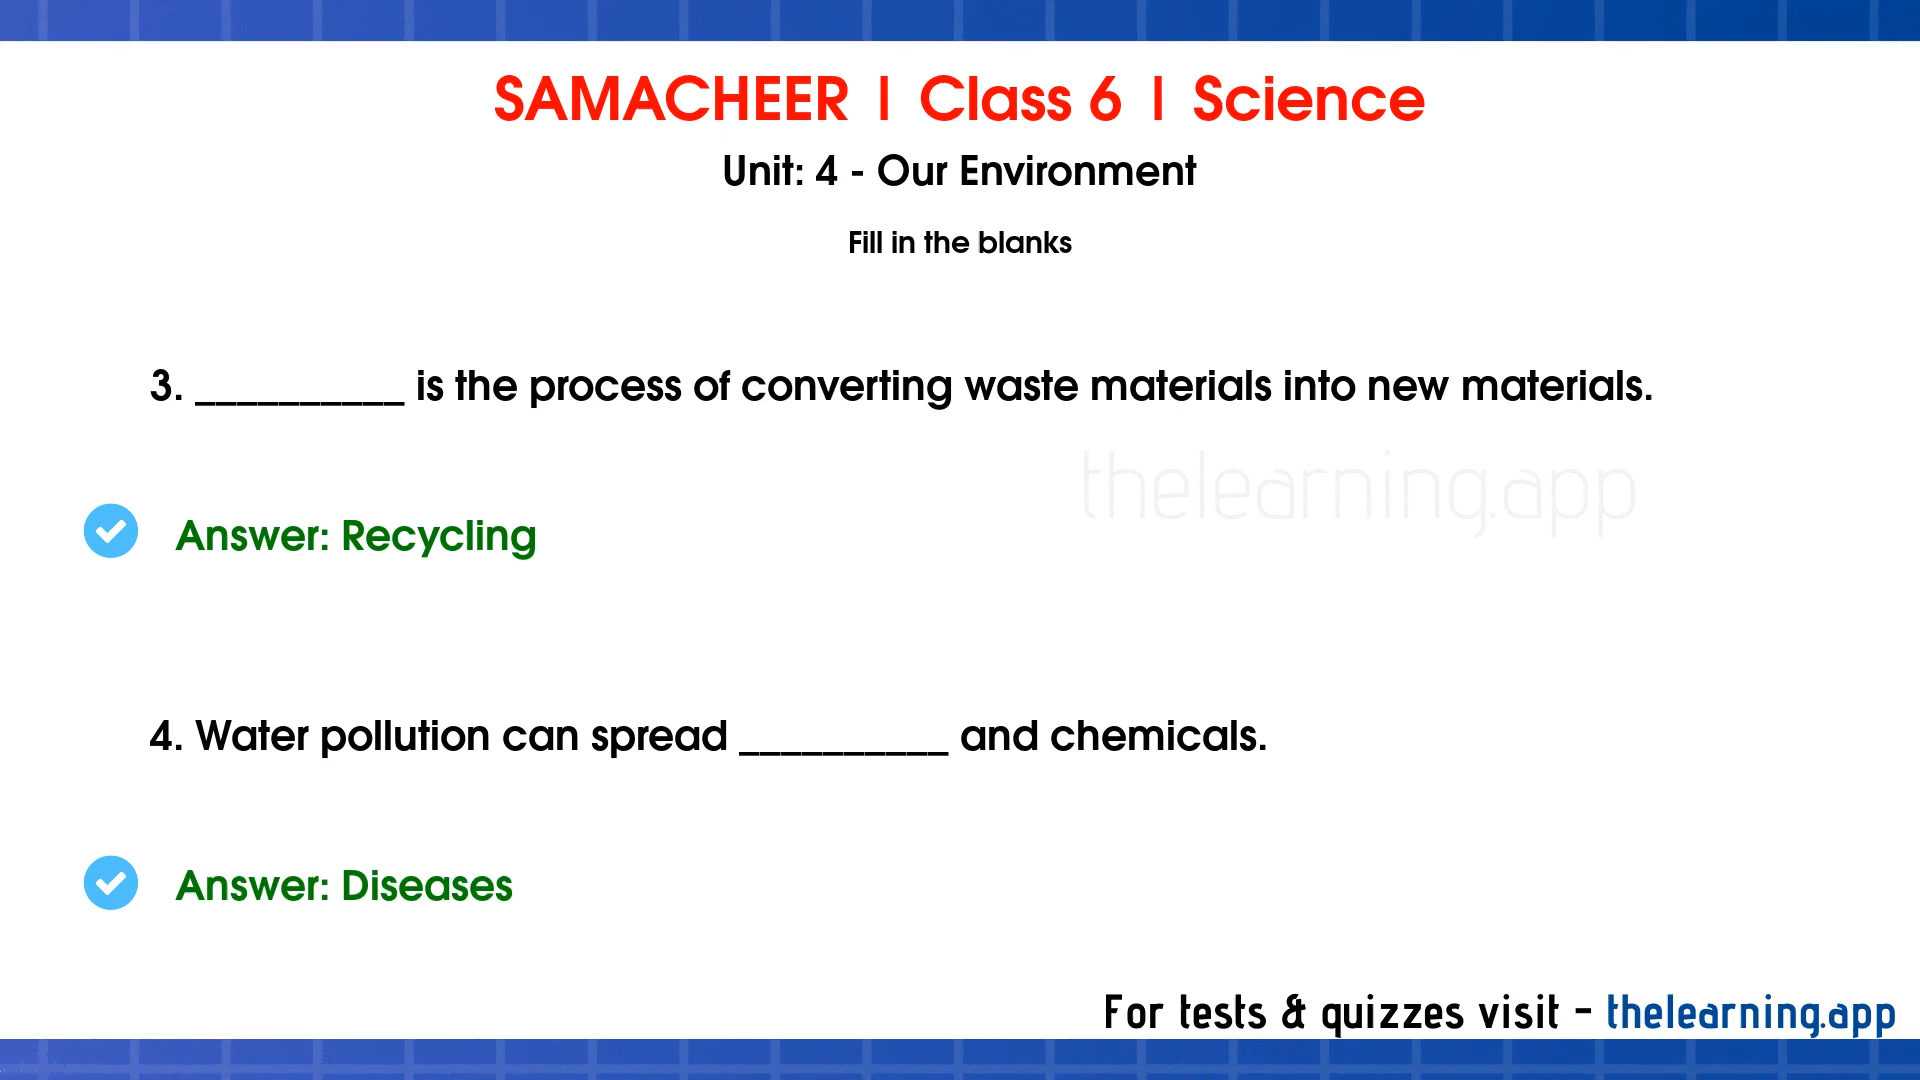 SAMACHEER | Class 6 | Science
Unit: 4 - Our Environment
Fill in the blanks
3. __________ is the process of converting waste materials into new materials.
thelearning.app
Answer: Recycling
4. Water pollution can spread __________ and chemicals.
Answer: Diseases
For tests & quizzes visit - thelearning.app